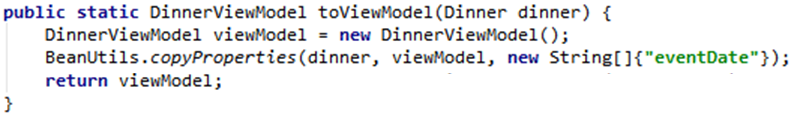 public static DinnerViewModel toViewModel(Dinner dinner) {
    DinnerViewModel viewModel = new DinnerViewModel();
    BeanUtils.copyProperties(dinner, viewModel, new String[]{"eventDate"});
    return viewModel;
}